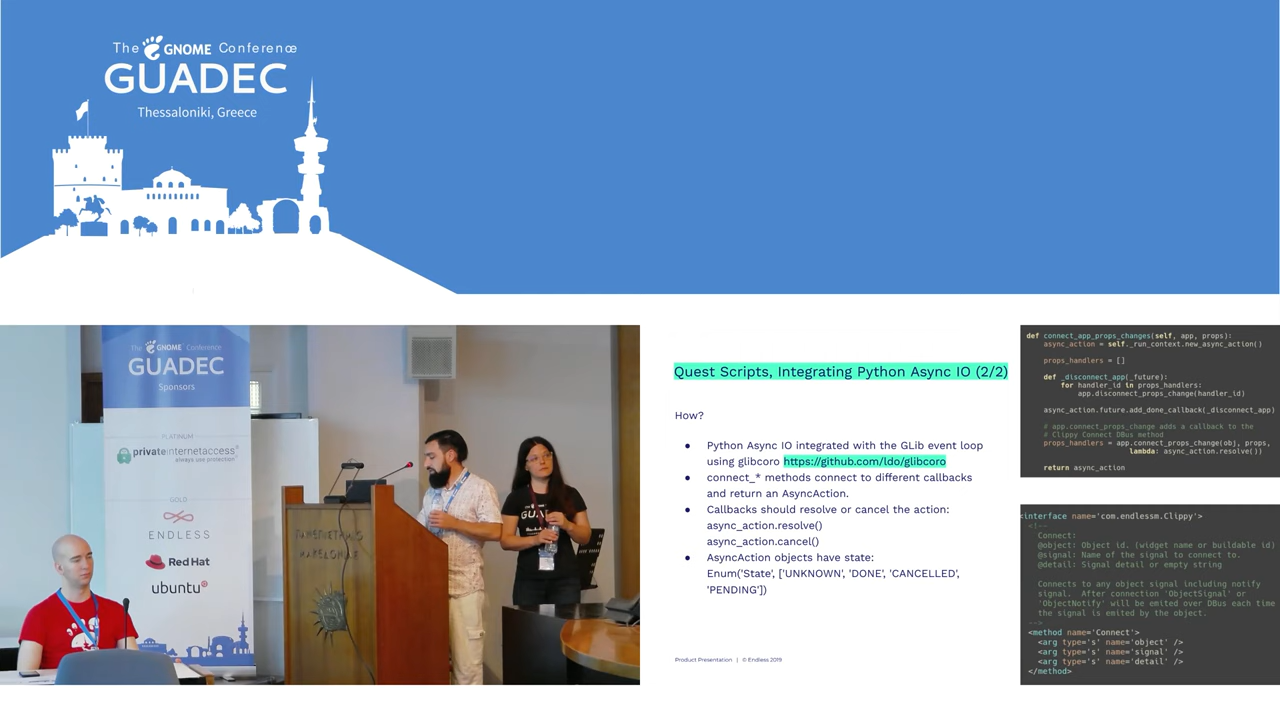 The GNOME Conference
GUADEC
Thessaloniki, Greece
The GNOME Conference
GUADEC
Sponsors
PLATINUM
privateinternetaccess
always use protection
GOLD
ENDLESS
Red Hat
ubuntu
Quest Scripts, Integrating Python Async IO (2/2)
How?
● Python Async IO integrated with the GLib event loop
using glibcoro https://github.com/ldo/glibcoro
● connect_* methods connect to different callbacks
and return an AsyncAction.
● Callbacks should resolve or cancel the action:
async_action.resolve()
async_action.cancel()
● AsyncAction objects have state:
Enum('State', ['UNKNOWN', 'DONE', 'CANCELLED',
'PENDING'])
Product Presentation | © Endless 2019
def connect_app_props_changes(self, app, props):
async_action = self._run_context.new_async_action()
props_handlers = []
def _disconnect_app(_future):
for handler_id in props_handlers:
app.disconnect_props_change(handler_id)
async_action.future.add_done_callback(_disconnect_app)
# app.connect_props_change adds a callback to the
# Clippy Connect DBus method
props_handlers = app.connect_props_change(obj, props,
lambda: async_action.resolve())
return async_action
<interface name='com.endlessm.Clippy'>
<!--
Connect:
@object: Object id. (widget name or buildable id)
@signal: Name of the signal to connect to.
@detail: Signal detail or empty string
Connects to any object signal including notify
signal. After connection 'ObjectSignal' or
'ObjectNotify' will be emited over DBus each time
the signal is emited by the object.
-->
<method name='Connect'>
<arg type='s' name='object' />
<arg type='s' name='signal' />
<arg type='s' name='detail' />
</method>